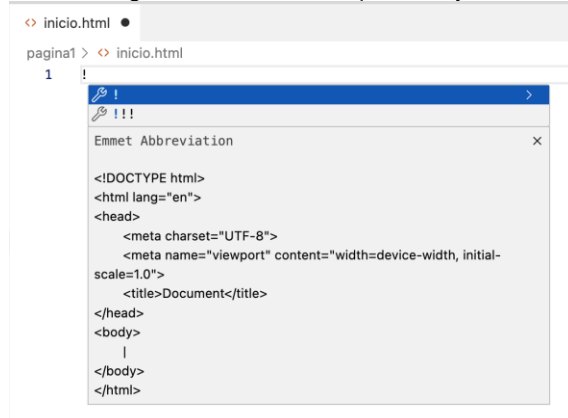 <> inicio.html ●
pagina1 > <> inicio.html
1 !
! >
!!!
Emmet Abbreviation ×
<!DOCTYPE html>
<html lang="en">
<head>
<meta charset="UTF-8">
<meta name="viewport" content="width=device-width, initial-
scale=1.0">
<title>Document</title>
</head>
<body>
|
</body>
</html>